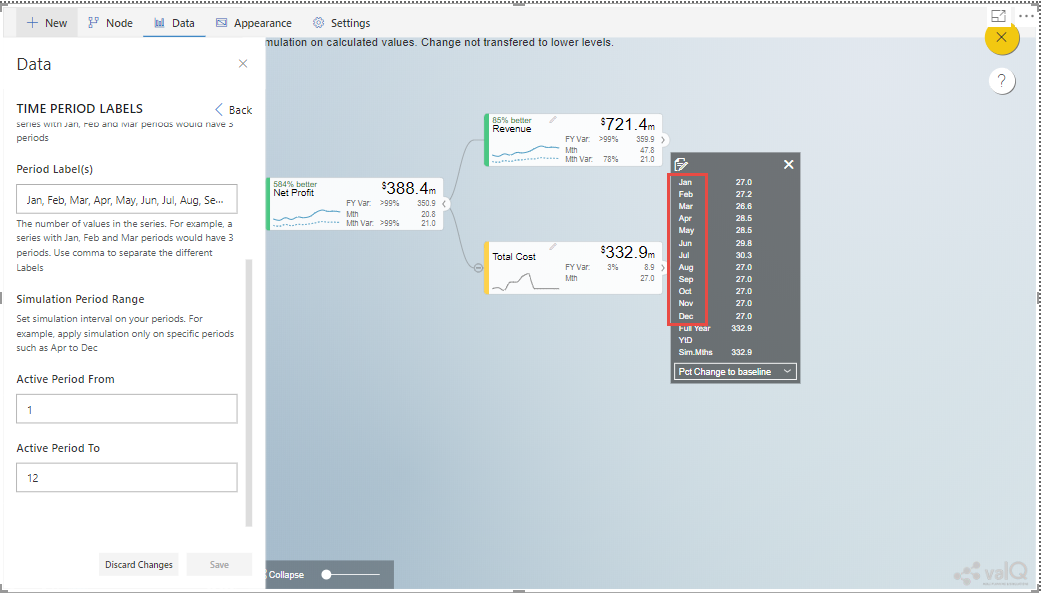 New
Node
Data
Appearance
Settings
mulation on calculated values. Change not transfered to lower levels.
Data
TIME PERIOD LABELS
Back
series with Jan, Feb and Mar periods would have 3
periods
Period Label(s)
Jan, Feb, Mar, Apr, May, Jun, Jul, Aug, Se...
The number of values in the series. For example, a
series with Jan, Feb and Mar periods would have 3
periods. Use comma to separate the different
Labels
Simulation Period Range
Set simulation interval on your periods. For
example, apply simulation only on specific periods
such as Apr to Dec
Active Period From
1
Active Period To
12
Discard Changes
Save
584% better
Net Profit
$388.4m
FY Var: >99% 350.9
Mth 20.8
Mth Var: >99% 21.0
85% better
Revenue
$721.4m
FY Var: >99% 359.9
Mth 47.8
Mth Var: 78% 21.0
Total Cost
$332.9m
FY Var: 3% 8.9
Mth 27.0
?
Jan 27.0
Feb 27.2
Mar 26.6
Apr 28.5
May 28.5
Jun 29.8
Jul 30.3
Aug 27.0
Sep 27.0
Oct 27.0
Nov 27.0
Dec 27.0
Full Year 332.9
YtD
Sim.Mths 332.9
Pct Change to baseline
Collapse
valQ